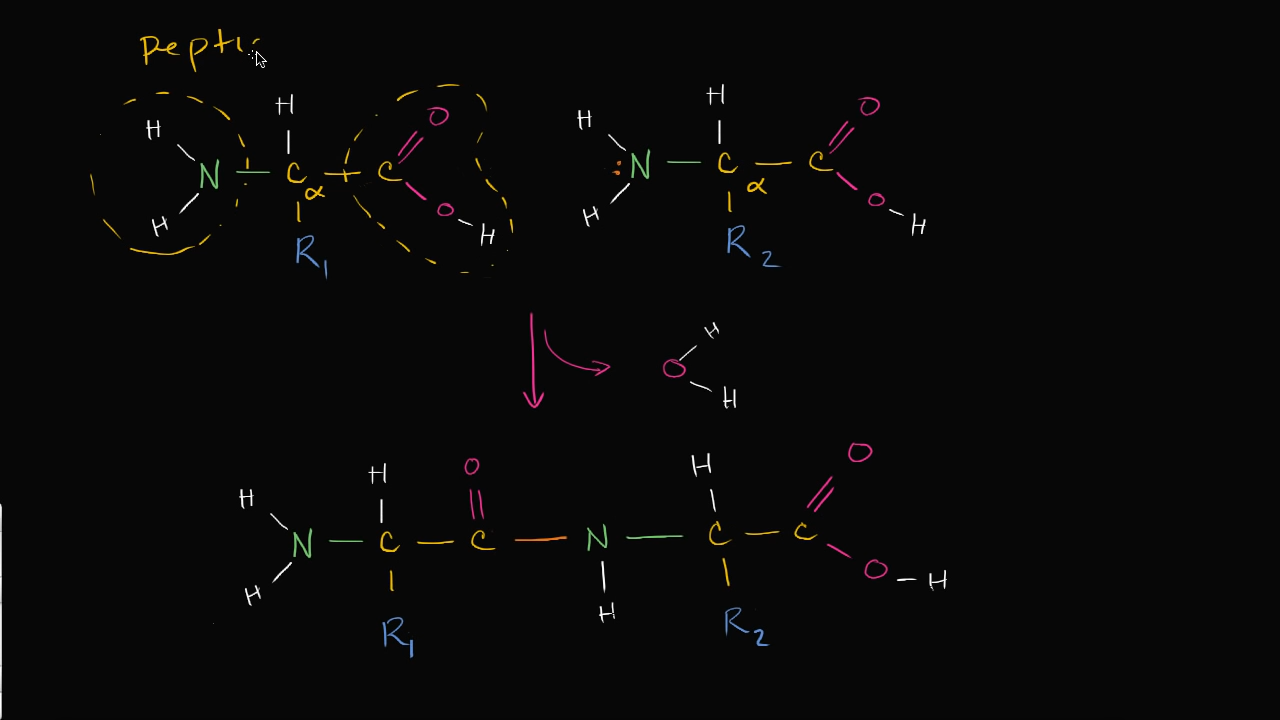 Pepti
H H O H H O
N C C N C C
H α O H H α O H
R1 R2
H
O
H
H H O H O
N C C N C C
H R1 H R2 O H